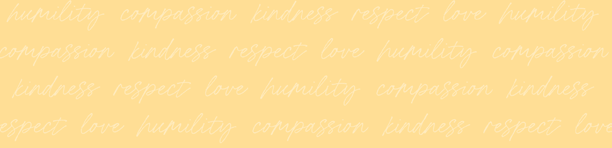 humility compassion kindness respect love humility
compassion kindness respect love humility compassion
kindness respect love humility compassion kindness
espect love humility compassion kindness respect love